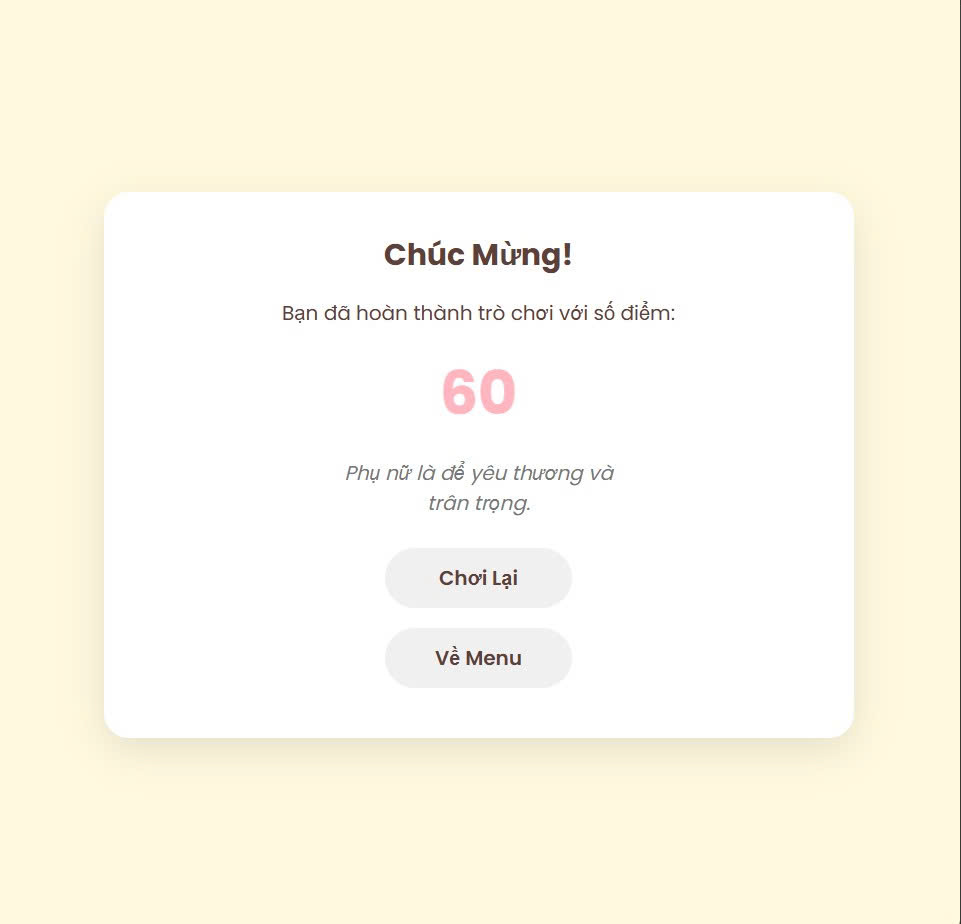 Chúc Mừng!
Bạn đã hoàn thành trò chơi với số điểm:
60
Phụ nữ là để yêu thương và
trân trọng.
Chơi Lại
Về Menu